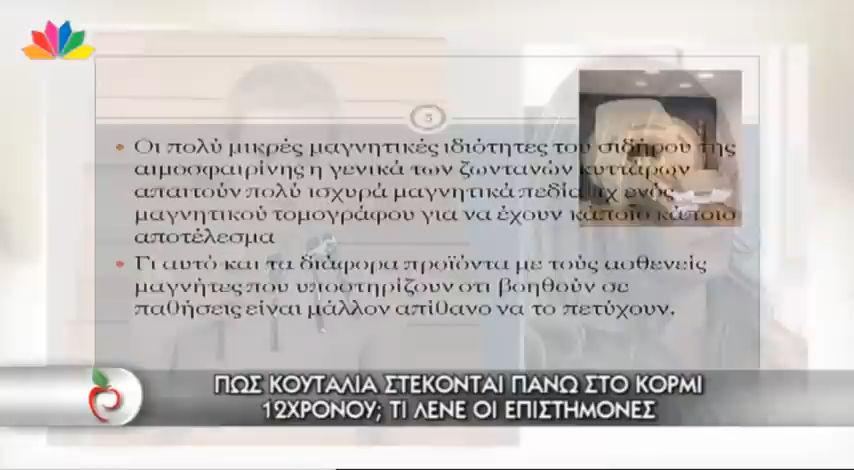 5
Οι πολύ μικρές μαγνητικές ιδιότητες του σιδήρου της
αιμοσφαιρίνης η γενικά των ζωντανών κυττάρων
απαιτούν πολύ ισχυρά μαγνητικά πεδία πχ ενός
μαγνητικού τομογράφου για να έχουν κάποιο κάποιο
αποτέλεσμα
Γι αυτό και τα διάφορα προϊόντα με τούς ασθενείς
μαγνήτες που υποστηρίζουν οτι βοηθούν σε
παθήσεις είναι μάλλον απίθανο να το πετύχουν.
ΠΩΣ ΚΟΥΤΑΛΙΑ ΣΤΕΚΟΝΤΑΙ ΠΑΝΩ ΣΤΟ ΚΟΡΜΙ
12ΧΡΟΝΟΥ; ΤΙ ΛΕΝΕ ΟΙ ΕΠΙΣΤΗΜΟΝΕΣ